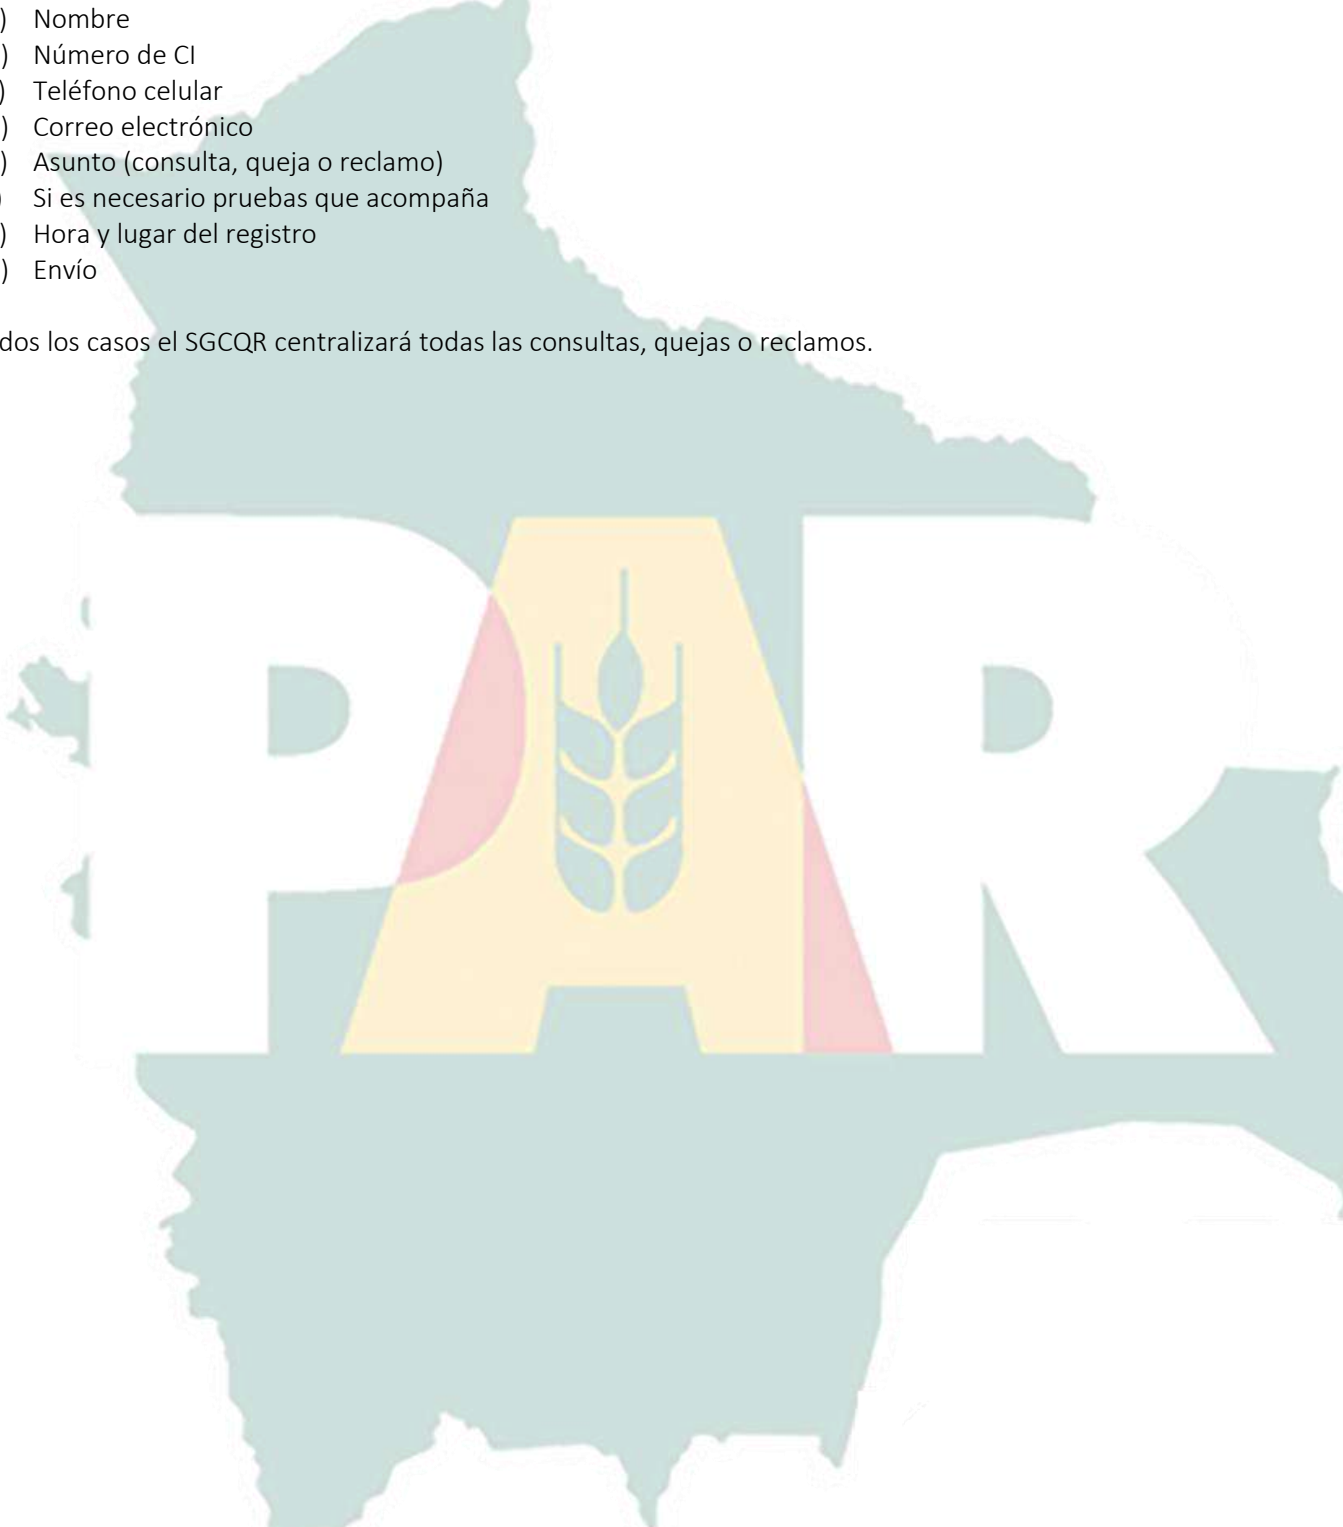 ) Nombre
) Número de CI
) Teléfono celular
) Correo electrónico
) Asunto (consulta, queja o reclamo)
) Si es necesario pruebas que acompaña
) Hora y lugar del registro
) Envío
dos los casos el SGCQR centralizará todas las consultas, quejas o reclamos.
PAR